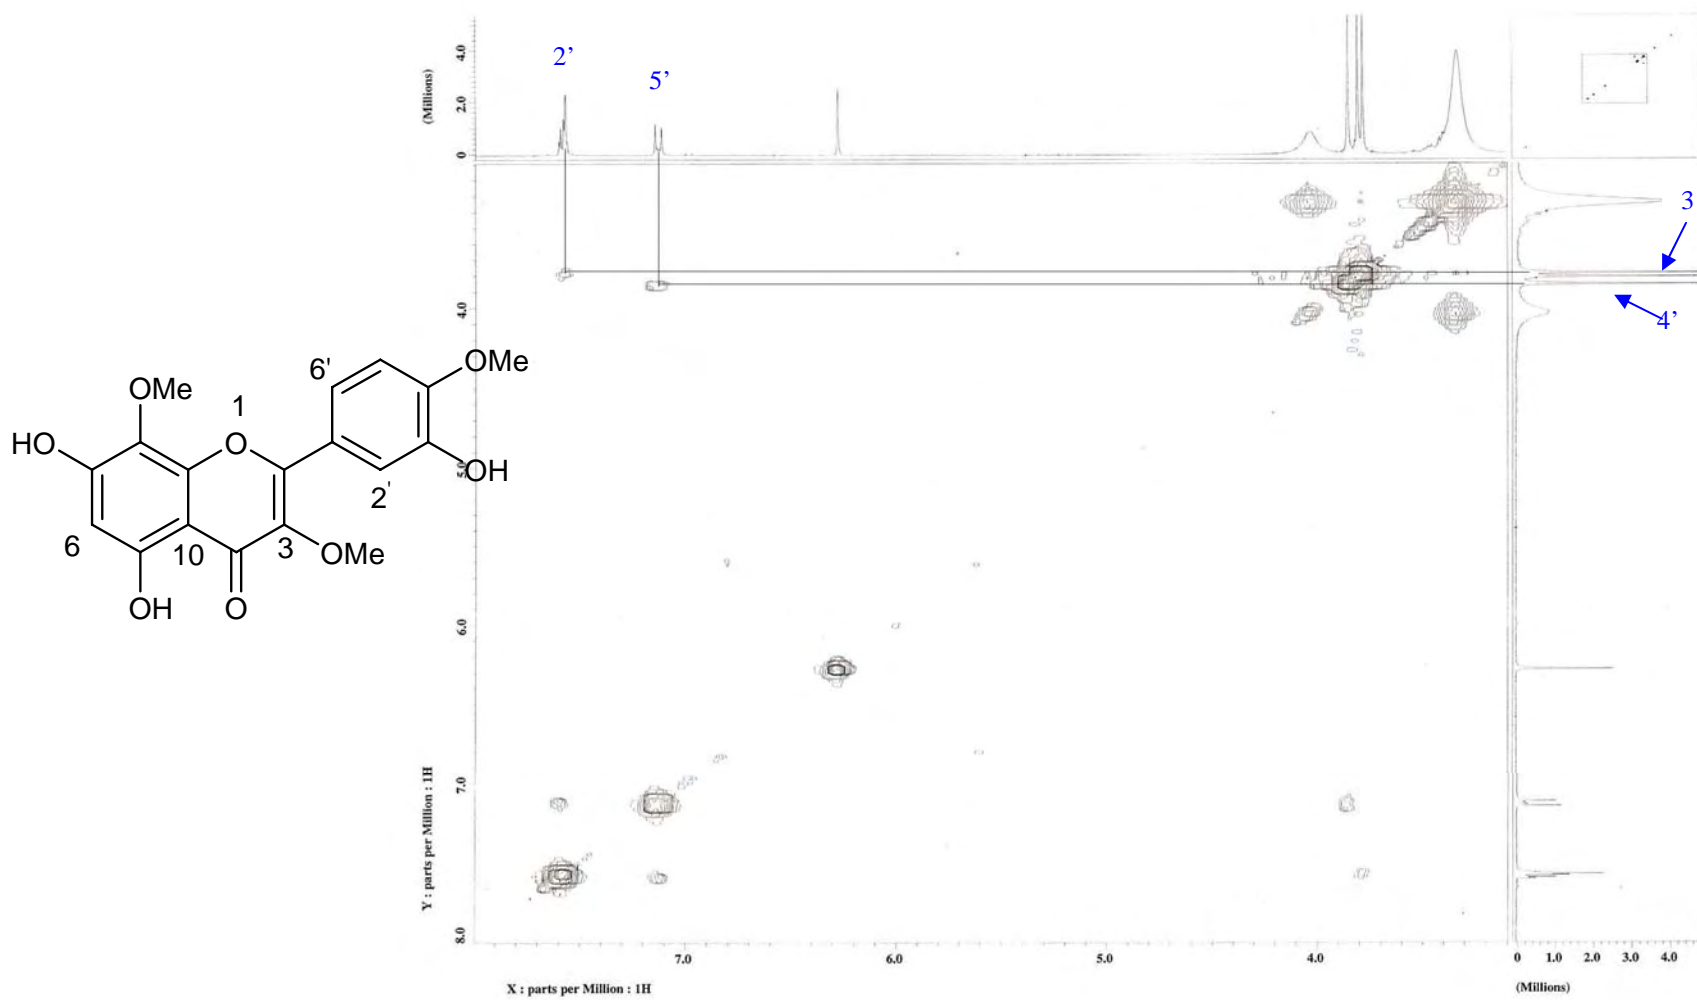 2’
5’
(Millions)
4.0
2.0
0
3
4’
4.0
5.0
6.0
7.0
8.0
Y : parts per Million : 1H
OMe
1
O
HO
6
OH
10
O
3
OMe
2'
OH
6'
OMe
7.0
6.0
5.0
4.0
X : parts per Million : 1H
0
1.0
2.0
3.0
4.0
(Millions)